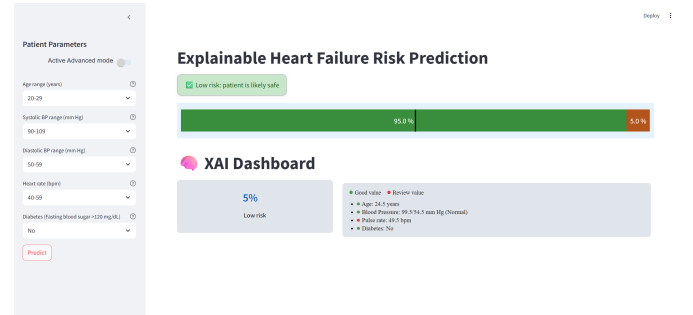 Deploy
Patient Parameters
Active Advanced mode
Age range (years)
20-29
Systolic BP range (mm Hg)
90-109
Diastolic BP range (mm Hg)
50-59
Heart rate (bpm)
40-59
Diabetes (Fasting blood sugar >120 mg/dL)
No
Predict
Explainable Heart Failure Risk Prediction
Low risk: patient is likely safe
95.0 % 5.0 %
XAI Dashboard
5%
Low risk
Good value Review value
Age: 24.5 years
Blood Pressure: 99.5/54.5 mm Hg (Normal)
Pulse rate: 49.5 bpm
Diabetes: No